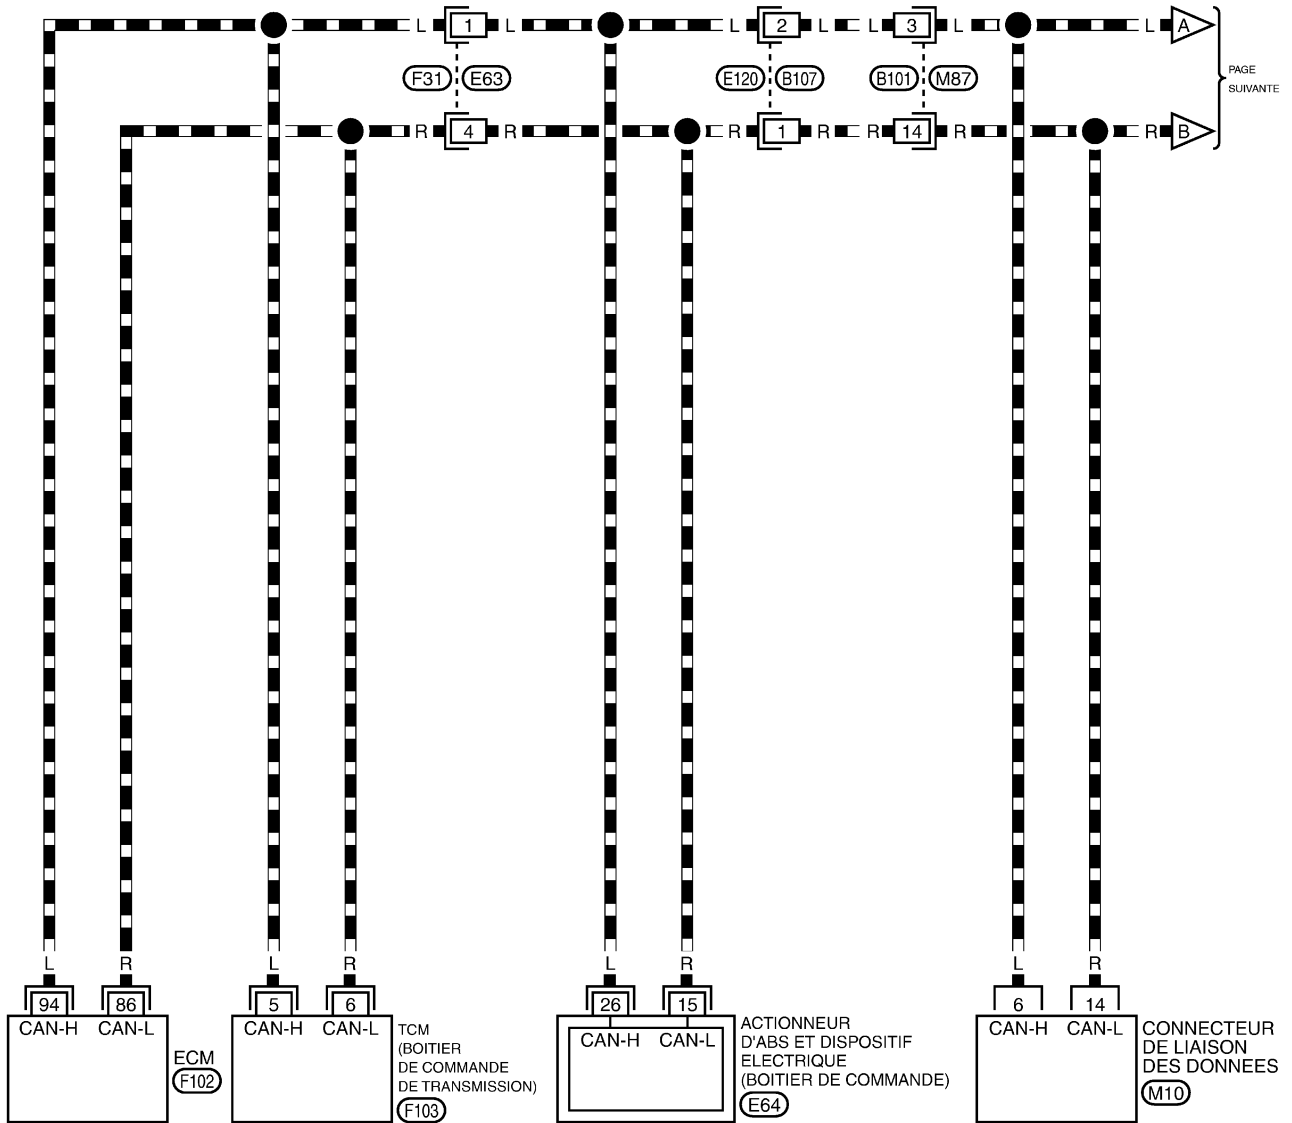 L 1 L L 2 L L 3 L L A
F31 E63 E120 B107 B101 M87
PAGE
SUIVANTE
R 4 R R 1 R R 14 R R B
L R L R L R L R
94 86 5 6 26 15 6 14
CAN-H CAN-L
ECM
F102
CAN-H CAN-L
TCM
(BOITIER
DE COMMANDE
DE TRANSMISSION)
F103
CAN-H CAN-L
ACTIONNEUR
D'ABS ET DISPOSITIF
ELECTRIQUE
(BOITIER DE COMMANDE)
E64
CAN-H CAN-L
CONNECTEUR
DE LIAISON
DES DONNEES
M10